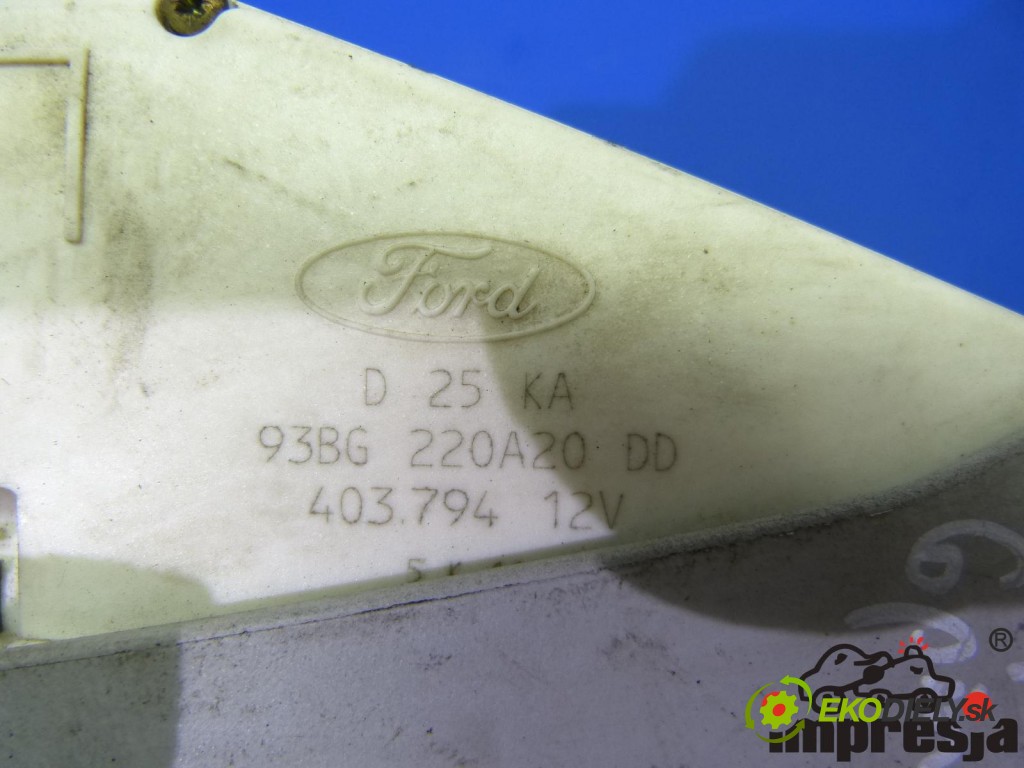 Ford
D 25 KA
93BG 220A20 DD
403.794 12V
®
EKODIELY.sk
impresja